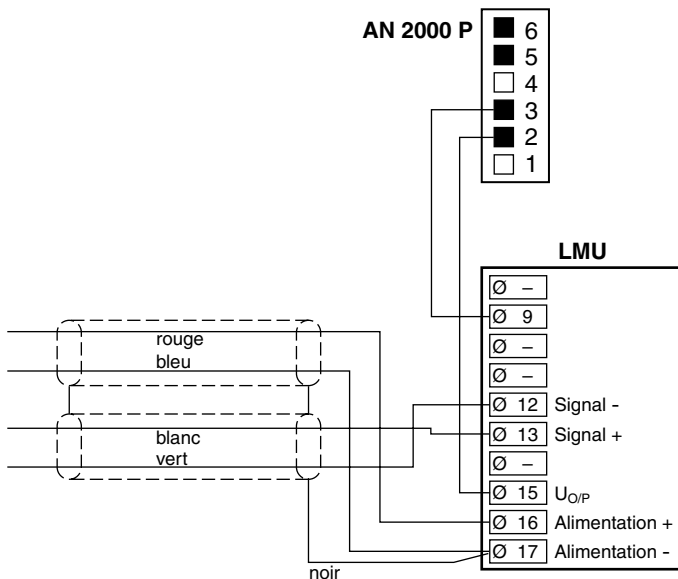 AN 2000 P
6
5
4
3
2
1
LMU
Ø –
Ø 9
Ø –
Ø –
Ø 12 Signal -
Ø 13 Signal +
Ø –
Ø 15 U O/P
Ø 16 Alimentation +
Ø 17 Alimentation -
rouge
bleu
blanc
vert
noir